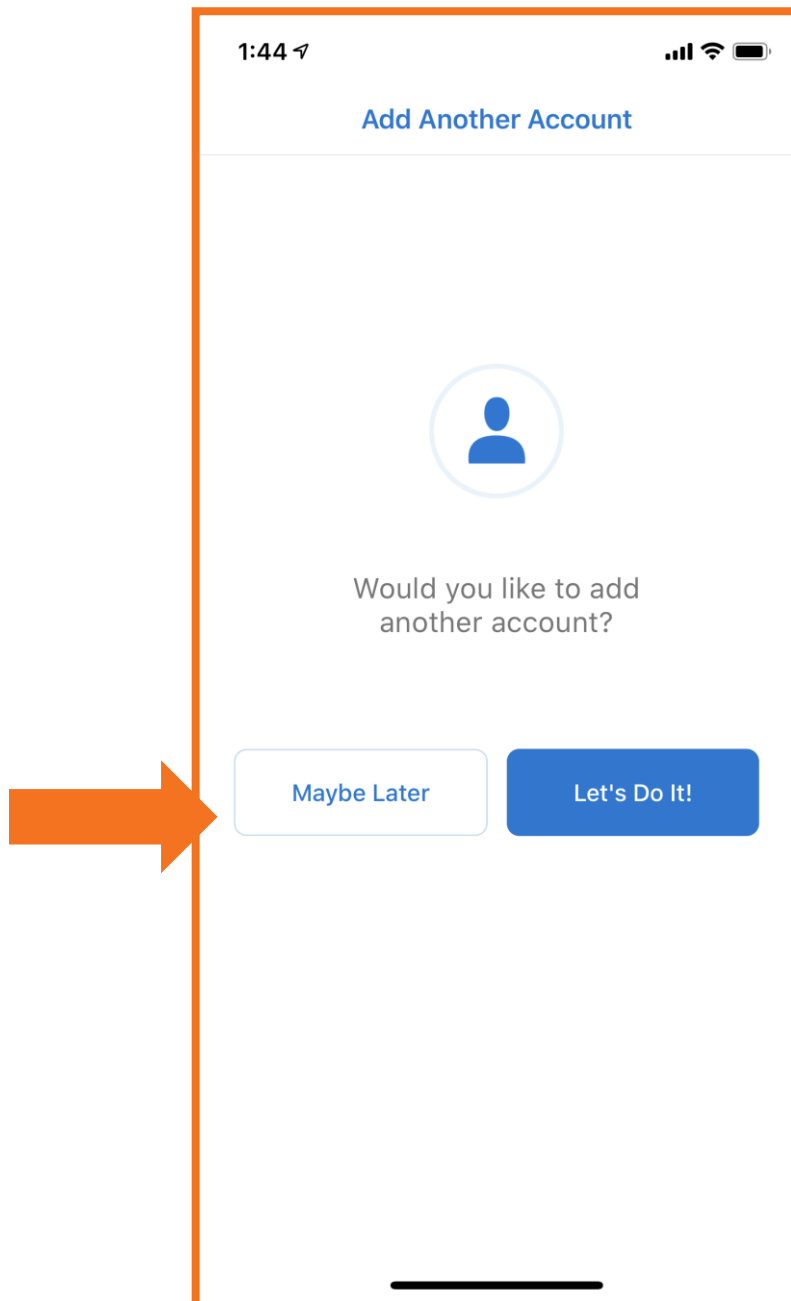 1:44
Add Another Account
Would you like to add
another account?
Maybe Later
Let's Do It!